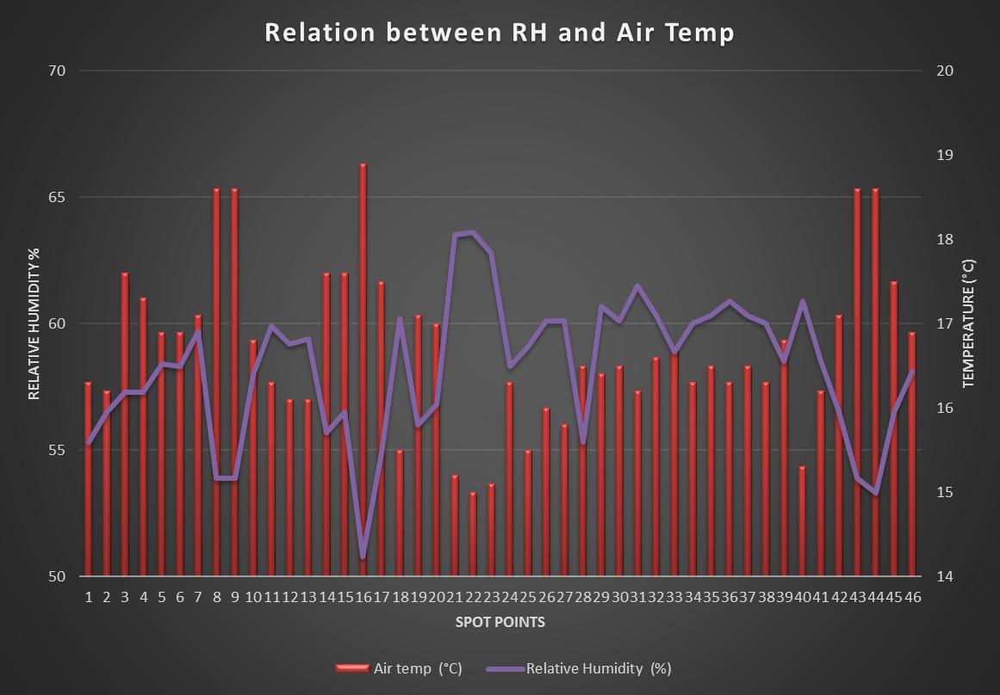 Relation between RH and Air Temp
RELATIVE HUMIDITY %
70
65
60
55
50
20
19
18
17
16
15
14
TEMPERATURE (°C)
1 2 3 4 5 6 7 8 9 10 11 12 13 14 15 16 17 18 19 20 21 22 23 24 25 26 27 28 29 30 31 32 33 34 35 36 37 38 39 40 41 42 43 44 45 46
SPOT POINTS
Air temp (°C) Relative Humidity (%)